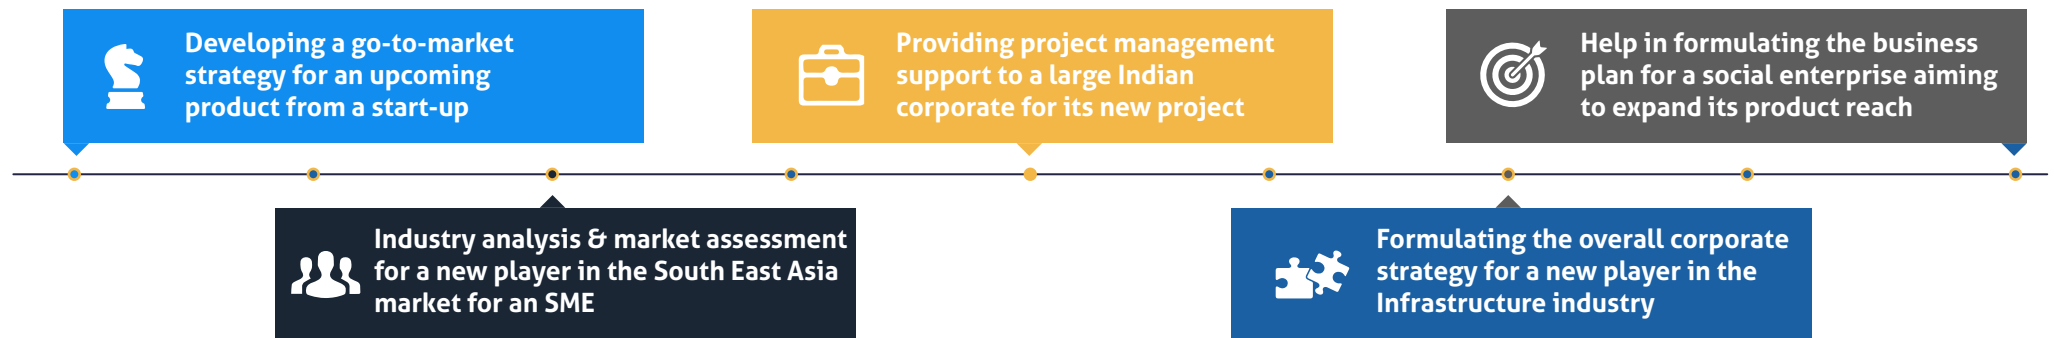 Developing a go-to-market
strategy for an upcoming
product from a start-up
Industry analysis & market assessment
for a new player in the South East Asia
market for an SME
Providing project management
support to a large Indian
corporate for its new project
Formulating the overall corporate
strategy for a new player in the
Infrastructure industry
Help in formulating the business
plan for a social enterprise aiming
to expand its product reach